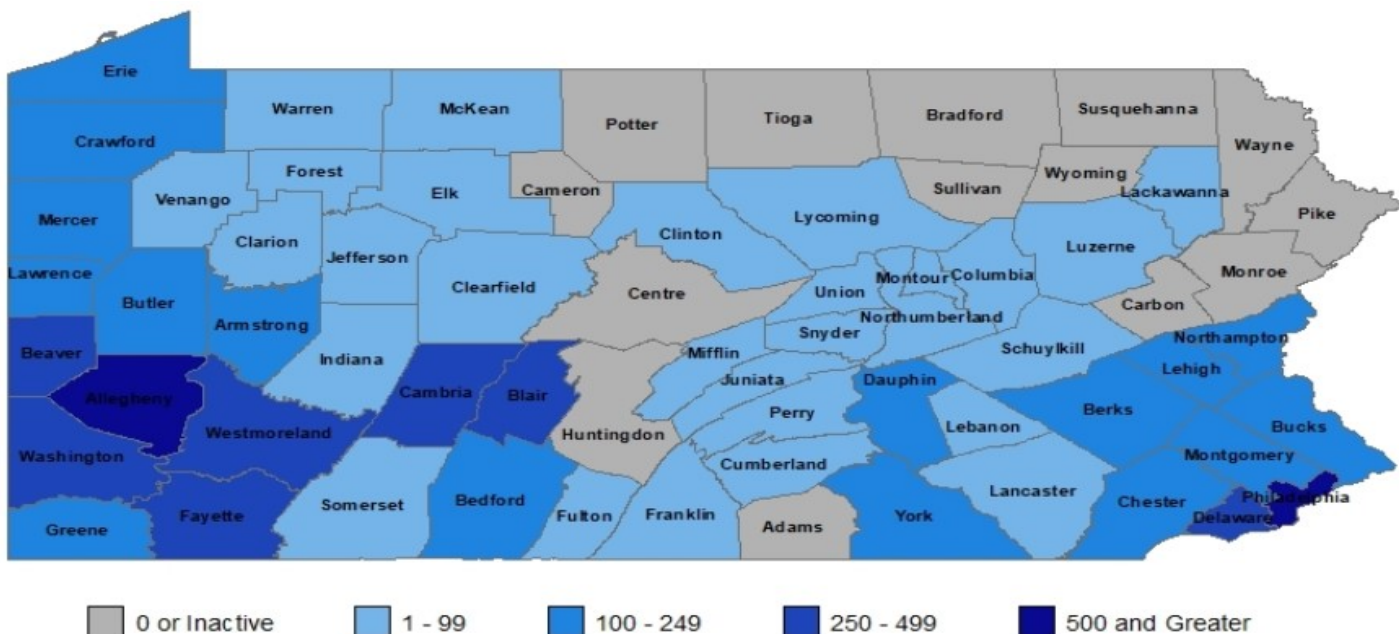 Erie
Warren
McKean
Potter
Tioga
Bradford
Susquehanna
Wayne
Crawford
Forest
Elk
Cameron
Sullivan
Wyoming
Lackawanna
Pike
Venango
Mercer
Clarion
Jefferson
Clinton
Lycoming
Luzerne
Monroe
Lawrence
Butler
Armstrong
Clearfield
Centre
Union
Montour
Columbia
Carbon
Northumberland
Snyder
Northampton
Beaver
Indiana
Mifflin
Schuylkill
Lehigh
Allegheny
Cambria
Blair
Juniata
Dauphin
Berks
Bucks
Westmoreland
Huntingdon
Perry
Lebanon
Washington
Cumberland
Montgomery
Lancaster
Philadelphia
Greene
Fayette
Somerset
Bedford
Fulton
Franklin
Adams
York
Chester
Delaware
0 or Inactive
1 - 99
100 - 249
250 - 499
500 and Greater